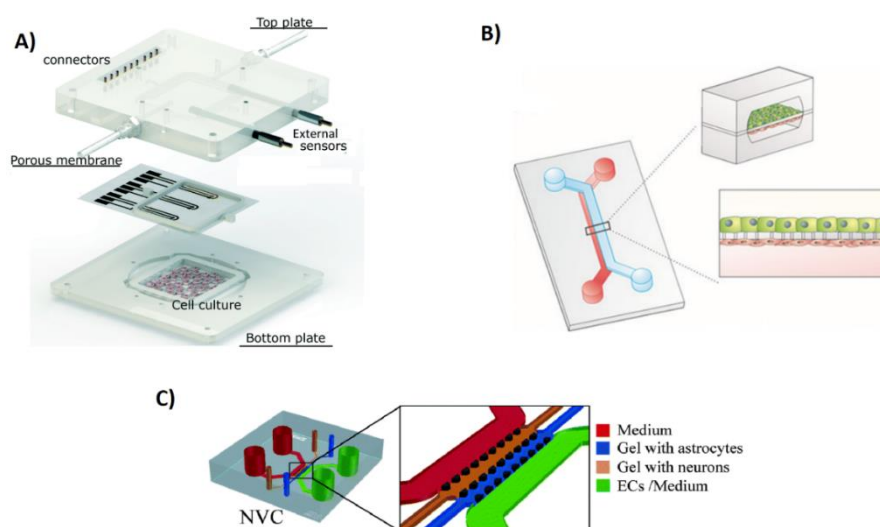 A)
Top plate
connectors
External
sensors
Porous membrane
Cell culture
Bottom plate
B)
C)
Medium
Gel with astrocytes
Gel with neurons
ECs /Medium
NVC